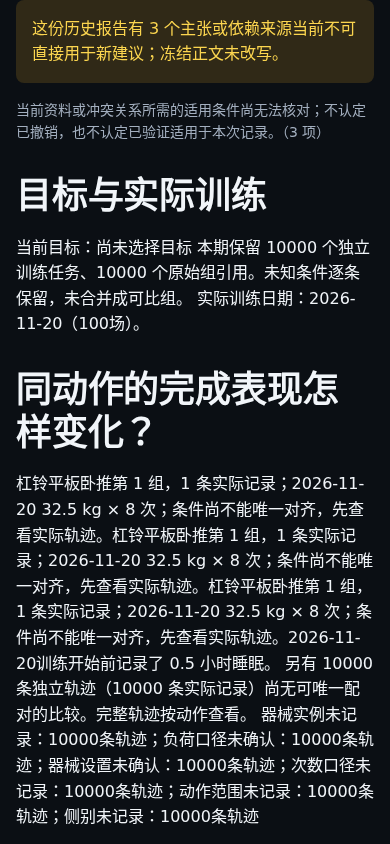 这份历史报告有 3 个主张或依赖来源当前不可
直接用于新建议；冻结正文未改写。
当前资料或冲突关系所需的适用条件尚无法核对；不认定
已撤销，也不认定已验证适用于本次记录。（3 项）
目标与实际训练
当前目标：尚未选择目标 本期保留 10000 个独立
训练任务、10000 个原始组引用。未知条件逐条
保留，未合并成可比组。 实际训练日期：2026-
11-20（100场）。
同动作的完成表现怎
样变化？
杠铃平板卧推第 1 组，1 条实际记录；2026-11-
20 32.5 kg × 8 次；条件尚不能唯一对齐，先查
看实际轨迹。杠铃平板卧推第 1 组，1 条实际记
录；2026-11-20 32.5 kg × 8 次；条件尚不能唯
一对齐，先查看实际轨迹。杠铃平板卧推第 1 组，
1 条实际记录；2026-11-20 32.5 kg × 8 次；条
件尚不能唯一对齐，先查看实际轨迹。2026-11-
20训练开始前记录了 0.5 小时睡眠。 另有 10000
条独立轨迹（10000 条实际记录）尚无可唯一配
对的比较。完整轨迹按动作查看。 器械实例未记
录：10000条轨迹；负荷口径未确认：10000条轨
迹；器械设置未确认：10000条轨迹；次数口径未
记录：10000条轨迹；动作范围未记录：10000条
轨迹；侧别未记录：10000条轨迹